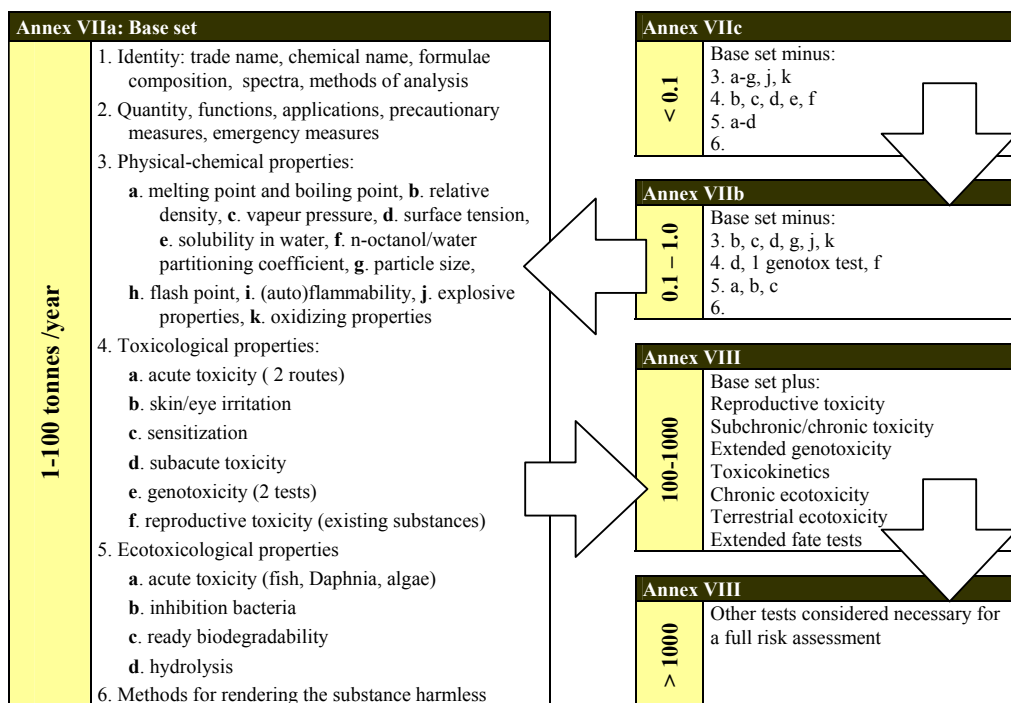 Annex VIIa: Base set
1-100 tonnes /year
1. Identity: trade name, chemical name, formulae
composition, spectra, methods of analysis
2. Quantity, functions, applications, precautionary
measures, emergency measures
3. Physical-chemical properties:
a. melting point and boiling point, b. relative
density, c. vapeur pressure, d. surface tension,
e. solubility in water, f. n-octanol/water
partitioning coefficient, g. particle size,
h. flash point, i. (auto)flammability, j. explosive
properties, k. oxidizing properties
4. Toxicological properties:
a. acute toxicity ( 2 routes)
b. skin/eye irritation
c. sensitization
d. subacute toxicity
e. genotoxicity (2 tests)
f. reproductive toxicity (existing substances)
5. Ecotoxicological properties
a. acute toxicity (fish, Daphnia, algae)
b. inhibition bacteria
c. ready biodegradability
d. hydrolysis
6. Methods for rendering the substance harmless
Annex VIIc
< 0.1
Base set minus:
3. a-g, j, k
4. b, c, d, e, f
5. a-d
6.
Annex VIIb
0.1 – 1.0
Base set minus:
3. b, c, d, g, j, k
4. d, 1 genotox test, f
5. a, b, c
6.
Annex VIII
100-1000
Base set plus:
Reproductive toxicity
Subchronic/chronic toxicity
Extended genotoxicity
Toxicokinetics
Chronic ecotoxicity
Terrestrial ecotoxicity
Extended fate tests
Annex VIII
> 1000
Other tests considered necessary for
a full risk assessment